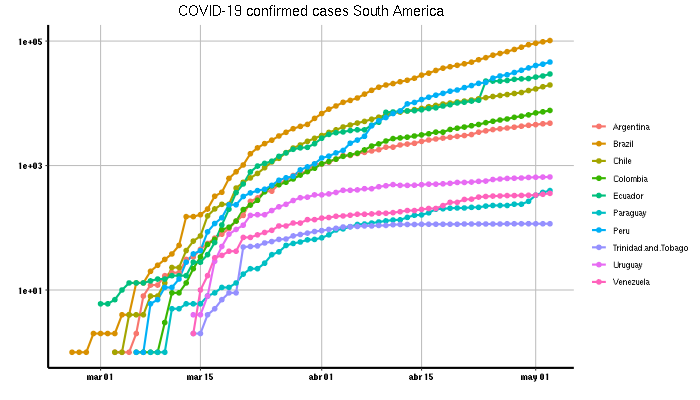 COVID-19 confirmed cases South America
1e+05
1e+03
1e+01
mar 01
mar 15
abr 01
abr 15
may 01
Argentina
Brazil
Chile
Colombia
Ecuador
Paraguay
Peru
Trinidad.and.Tobago
Uruguay
Venezuela